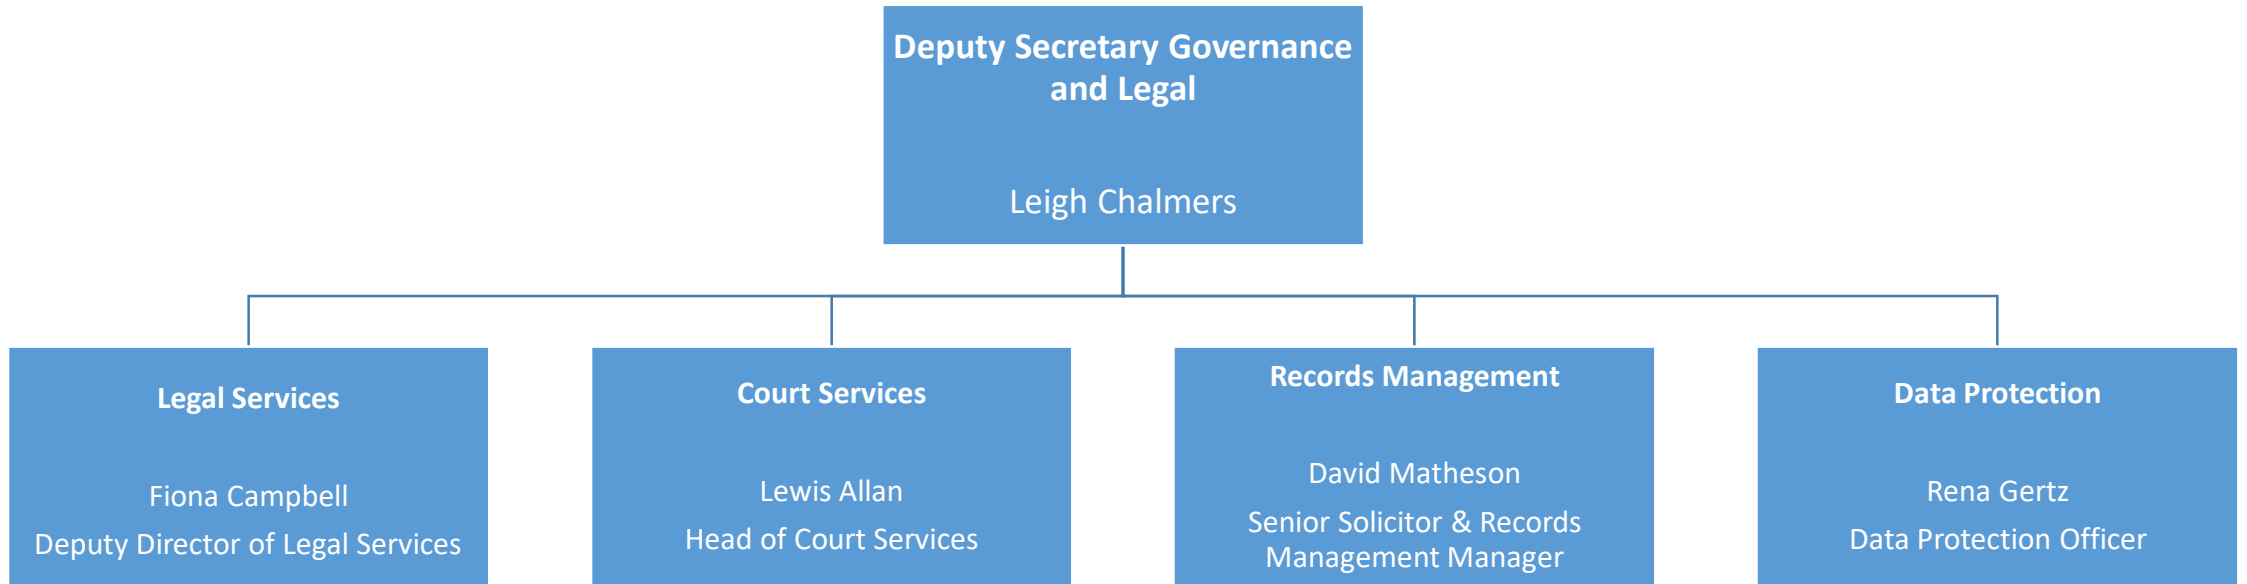 Deputy Secretary Governance
and Legal
Leigh Chalmers
Legal Services
Fiona Campbell
Deputy Director of Legal Services
Court Services
Lewis Allan
Head of Court Services
Records Management
David Matheson
Senior Solicitor & Records
Management Manager
Data Protection
Rena Gertz
Data Protection Officer